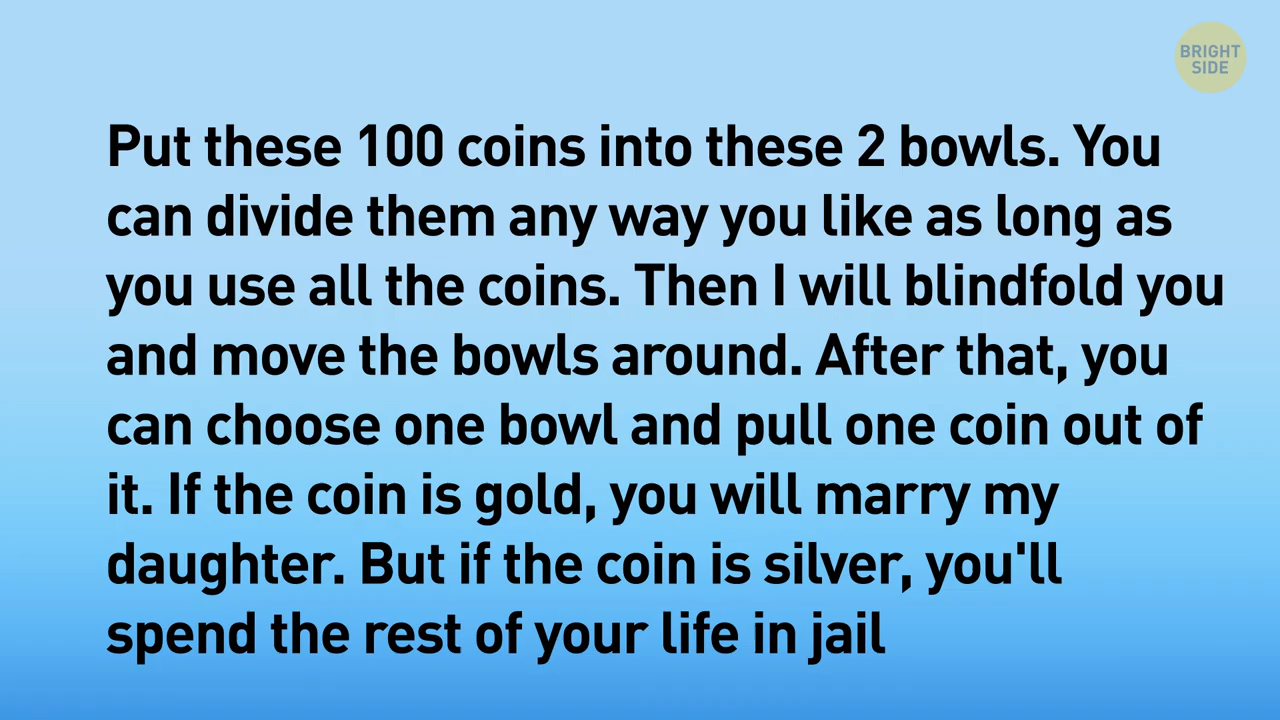 BRIGHT
SIDE
Put these 100 coins into these 2 bowls. You
can divide them any way you like as long as
you use all the coins. Then I will blindfold you
and move the bowls around. After that, you
can choose one bowl and pull one coin out of
it. If the coin is gold, you will marry my
daughter. But if the coin is silver, you'll
spend the rest of your life in jail